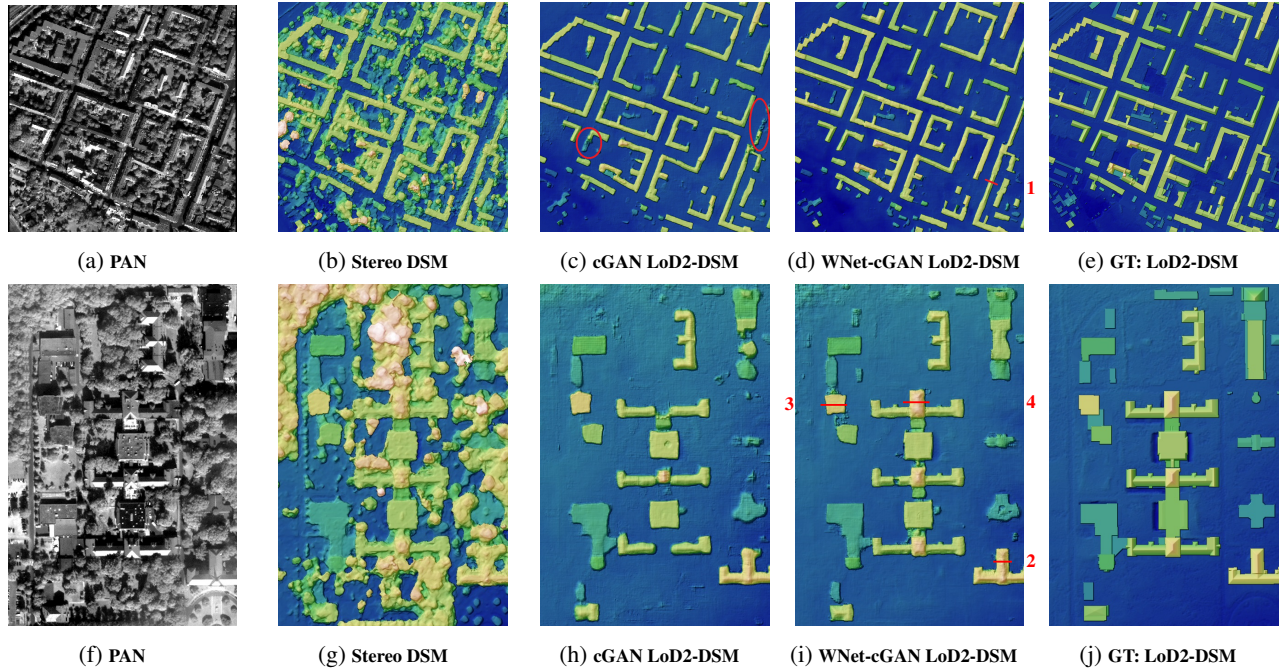 1
(a) PAN
(b) Stereo DSM
(c) cGAN LoD2-DSM
(d) WNet-cGAN LoD2-DSM
(e) GT: LoD2-DSM
3
4
2
(f) PAN
(g) Stereo DSM
(h) cGAN LoD2-DSM
(i) WNet-cGAN LoD2-DSM
(j) GT: LoD2-DSM